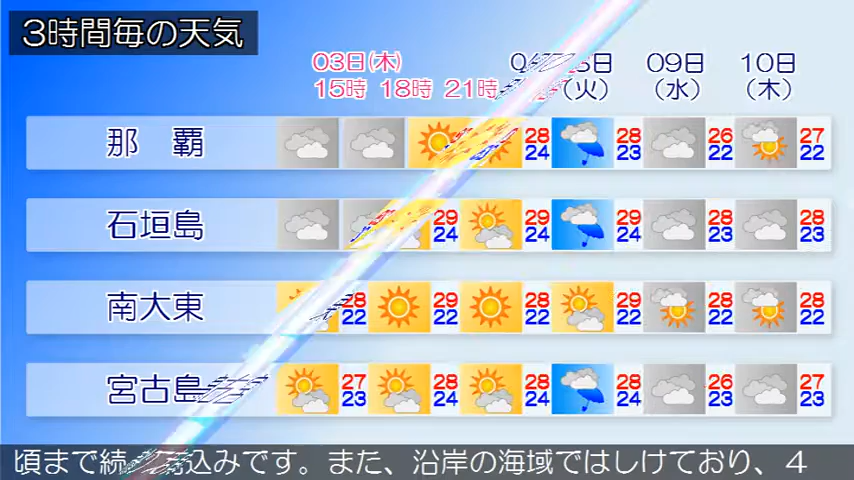 3時間毎の天気
03日(木) 8日 09日 10日
15時 18時 21時 (火) (水) (木)
那 覇 28 28 26 27
24 23 22 22
石垣島 29 29 29 28 28
24 24 24 23 23
南大東 28 29 28 29 28 28
22 22 22 22 22 22
宮古島 27 28 28 28 26 27
23 24 24 24 23 23
頃まで続 込みです。また、沿岸の海域ではしけており、4